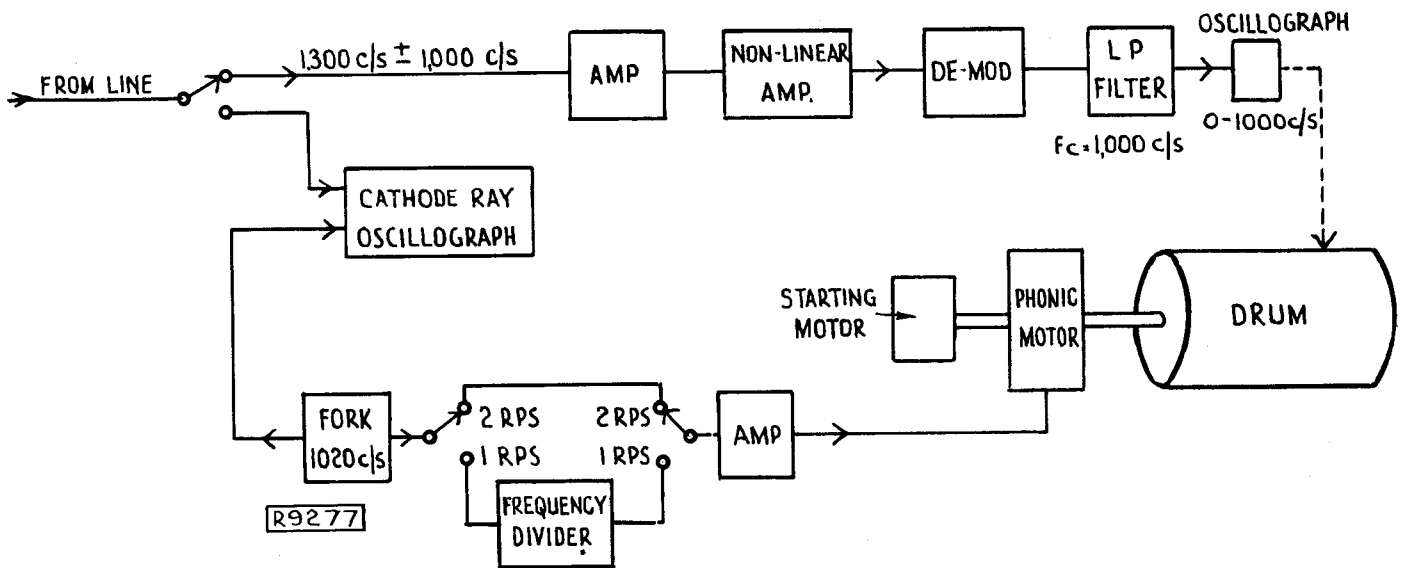 FROM LINE
1,300 c/s ± 1,000 c/s
AMP
NON-LINEAR
AMP.
DE-MOD
L P
FILTER
Fc=1,000 c/s
OSCILLOGRAPH
0-1000c/s
CATHODE RAY
OSCILLOGRAPH
STARTING
MOTOR
PHONIC
MOTOR
DRUM
FORK
1020c/s
2 RPS
2 RPS
1 RPS
1 RPS
AMP
FREQUENCY
DIVIDER.
R9277